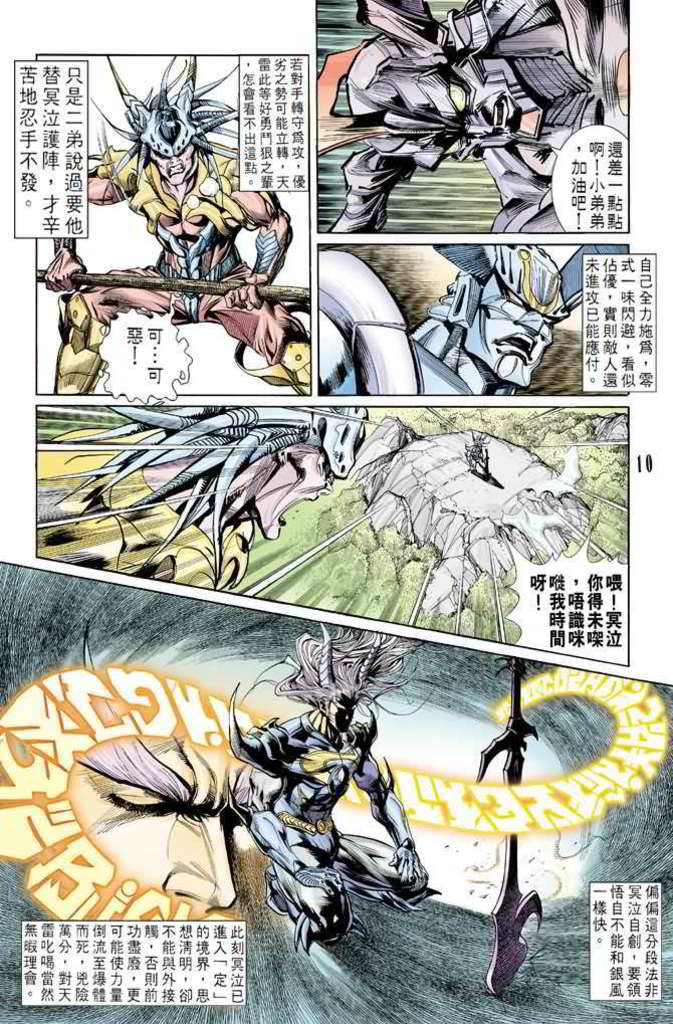 還差一點點
啊！小弟弟
，加油吧！
若對手轉守爲攻，優
劣之勢可能立轉，天
雷此等好勇鬥狼之輩
，怎會看不出這點。
只是二弟說過要他
替冥泣護陣，才辛
苦地忍手不發。
可…可
惡！
自己全力施爲，零
式一味閃避，看似
佔優，實則敵人還
未進攻已能應付。
10
喂！冥泣
你得未㗎
，唔識咪
嘥我時間
呀！
偏偏這分段法非
冥泣自創，要領
悟自不能和銀風
一樣快。
此刻冥泣已
進入「定」
的境界，思
想淸明，卻
不能與外接
觸，否則前
功盡廢，更
可能使力量
倒流至爆體
而死，兇險
萬分，對天
雷叱喝當然
無暇理會。